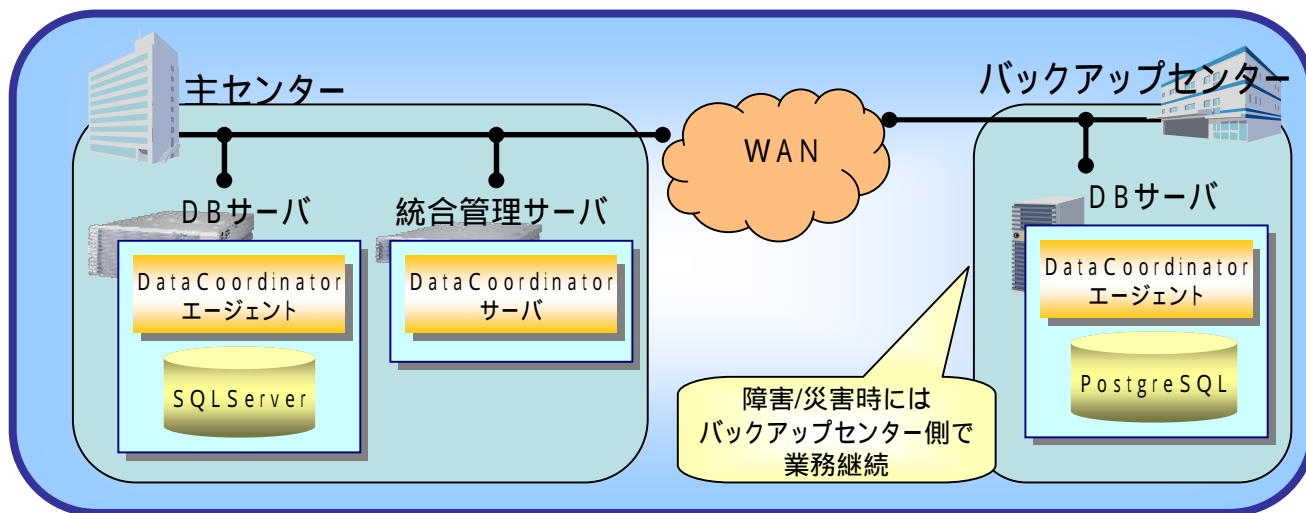 主センター
バックアップセンター
WAN
DBサーバ
統合管理サーバ
DBサーバ
DataCoordinator
エージェント
DataCoordinator
サーバ
DataCoordinator
エージェント
SQLServer
PostgreSQL
障害/災害時には
バックアップセンター側で
業務継続